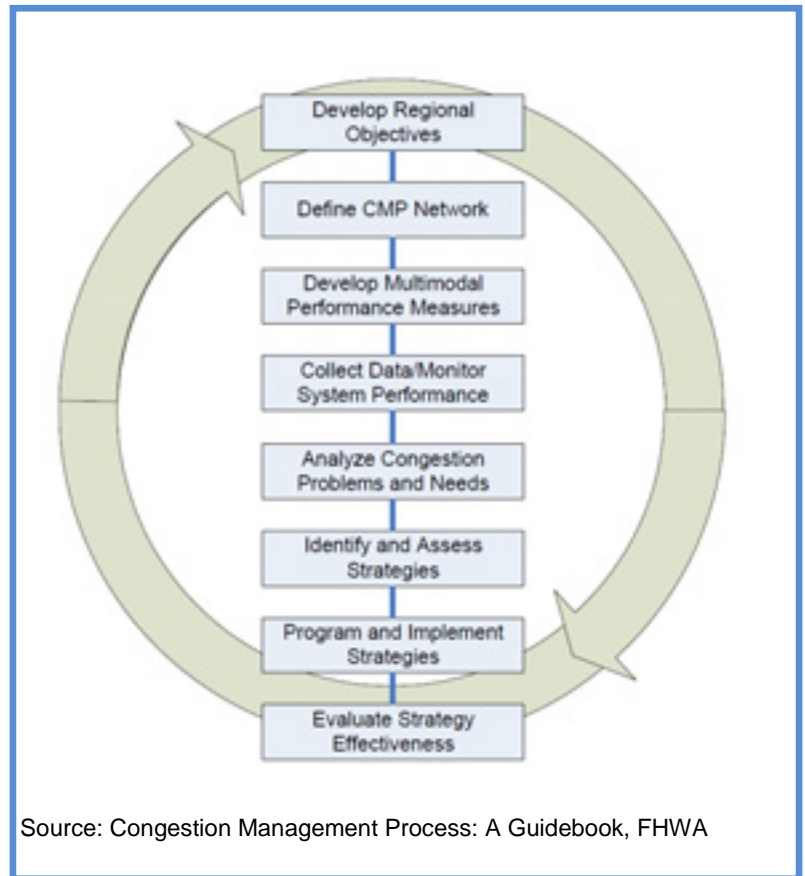 Develop Regional
Objectives
Define CMP Network
Develop Multimodal
Performance Measures
Collect Data/Monitor
System Performance
Analyze Congestion
Problems and Needs
Identify and Assess
Strategies
Program and Implement
Strategies
Evaluate Strategy
Effectiveness
Source: Congestion Management Process: A Guidebook, FHWA